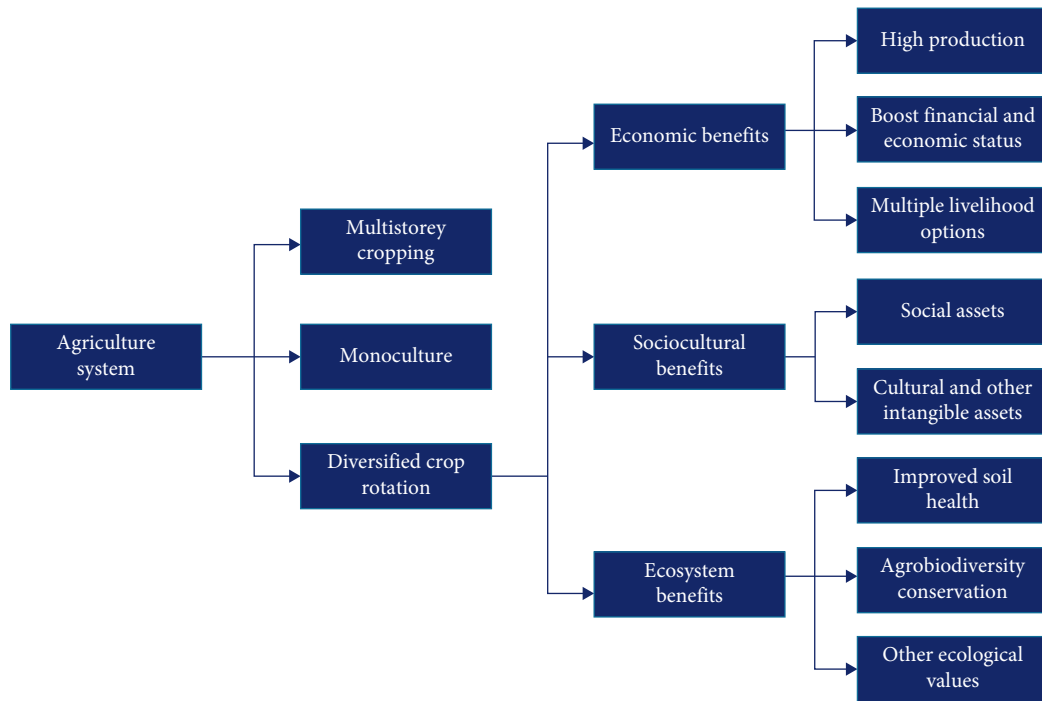 Agriculture
system
Multistorey
cropping
Monoculture
Diversified crop
rotation
Economic benefits
Sociocultural
benefits
Ecosystem
benefits
High production
Boost financial and
economic status
Multiple livelihood
options
Social assets
Cultural and other
intangible assets
Improved soil
health
Agrobiodiversity
conservation
Other ecological
values